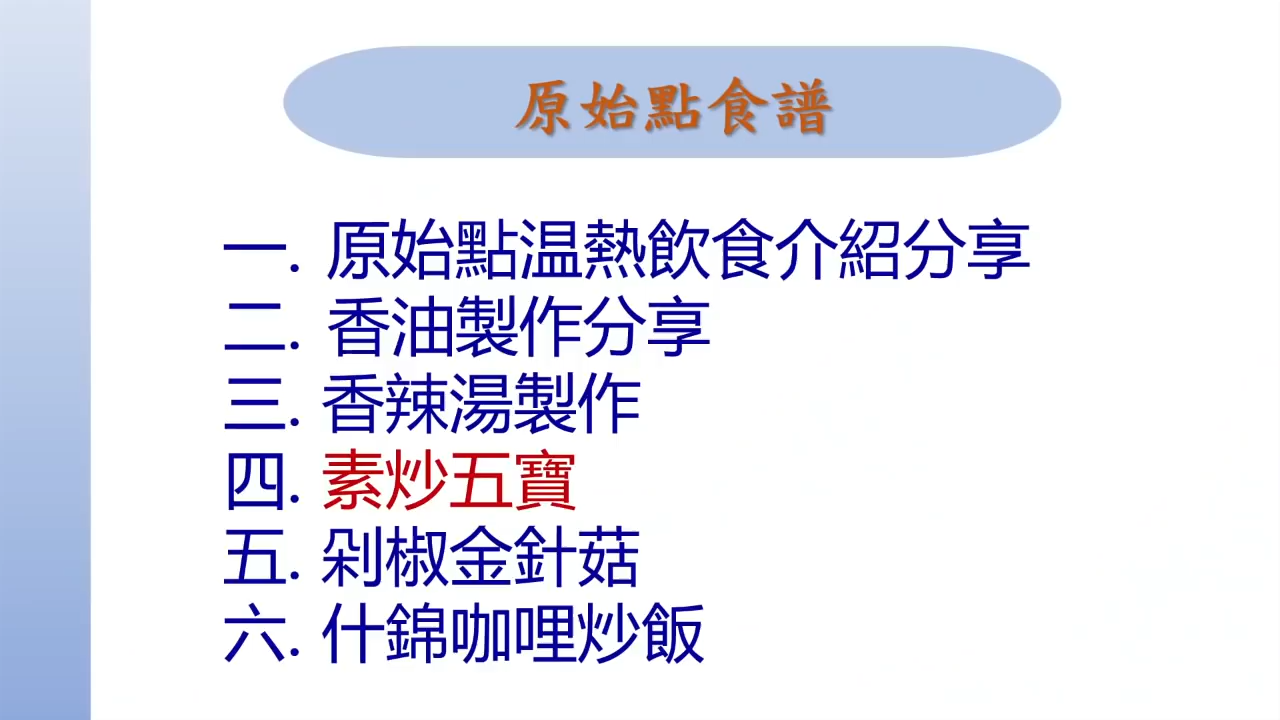 原始點食譜
一. 原始點温熱飲食介紹分享
二. 香油製作分享
三. 香辣湯製作
四. 素炒五寶
五. 剁椒金針菇
六. 什錦咖哩炒飯